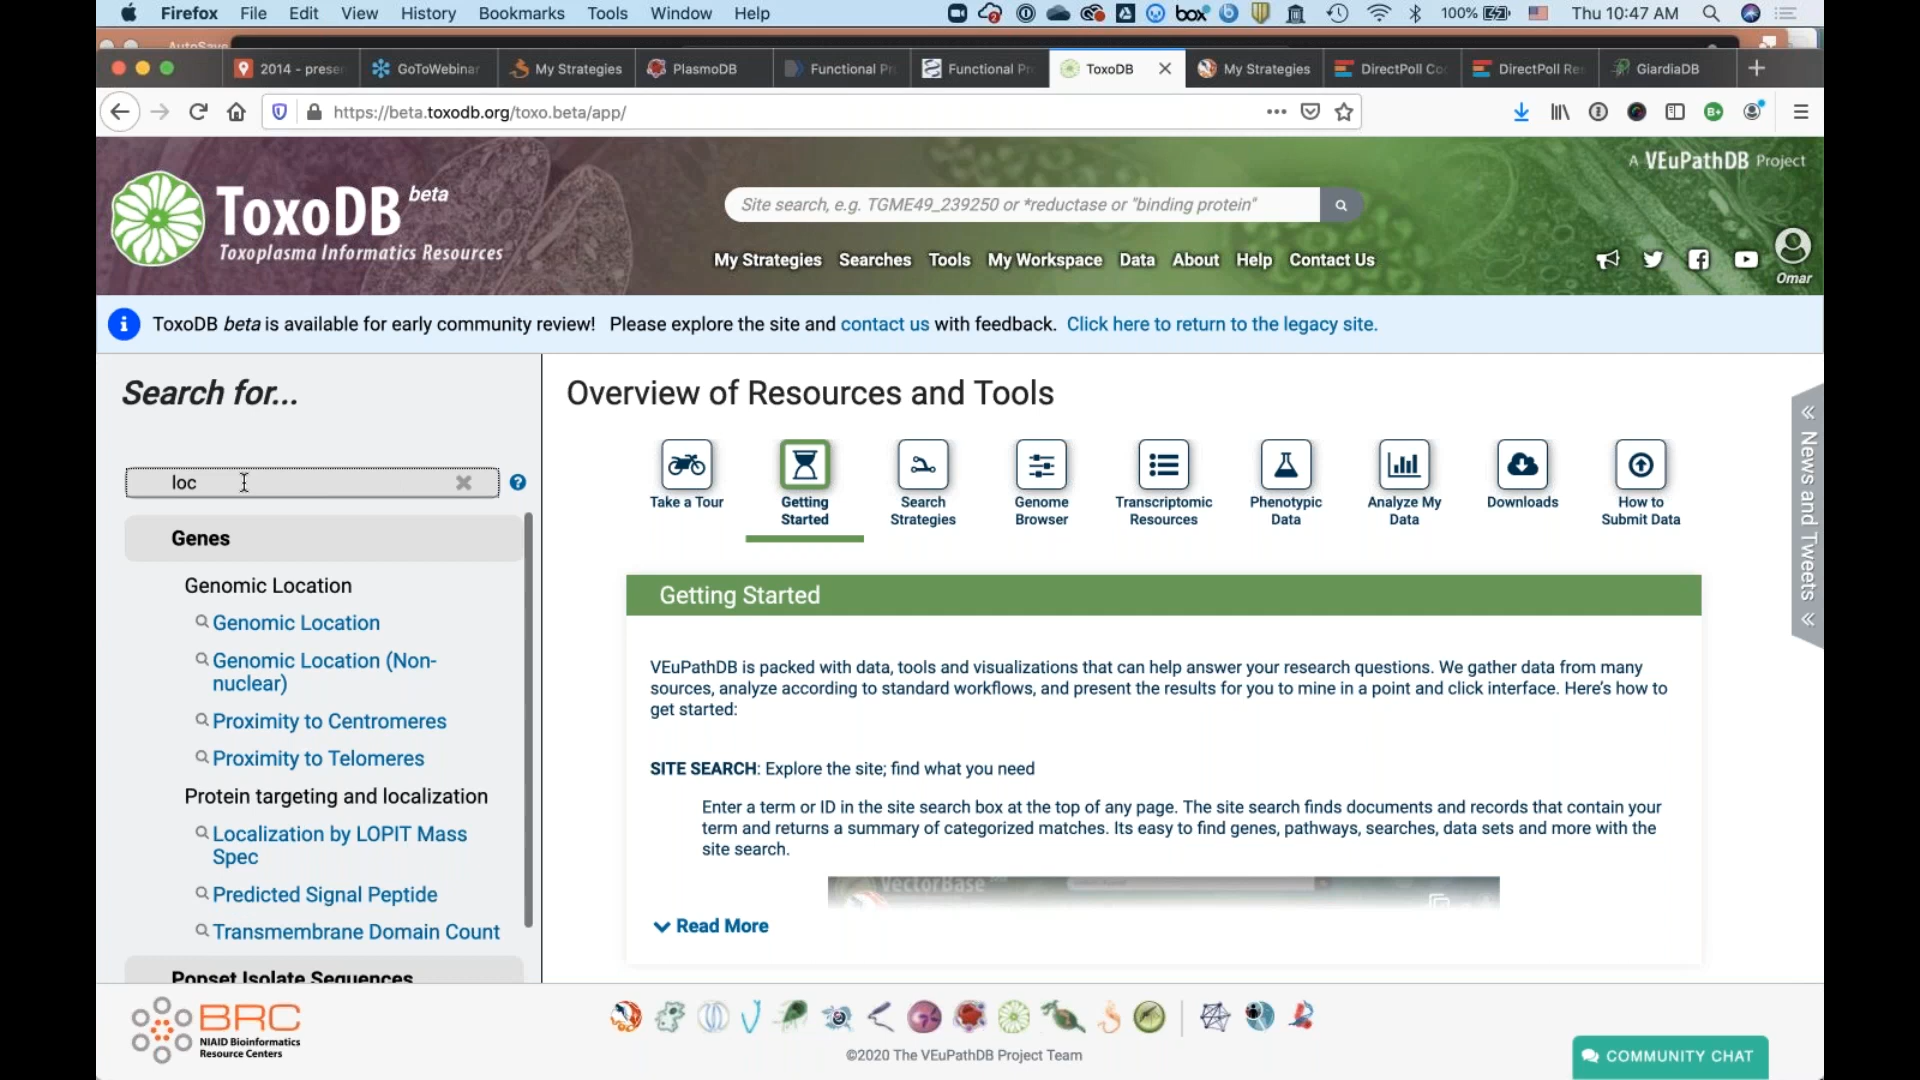 Firefox File Edit View History Bookmarks Tools Window Help 100% Thu 10:47 AM
AutoSave
2014 - presen GoToWebinar My Strategies PlasmoDB Functional Pr Functional Pr ToxoDB My Strategies DirectPoll Co DirectPoll Res GiardiaDB
https://beta.toxodb.org/toxo.beta/app/
A VEuPathDB Project
ToxoDB beta
Toxoplasma Informatics Resources
Site search, e.g. TGME49_239250 or *reductase or "binding protein"
My Strategies Searches Tools My Workspace Data About Help Contact Us
Omar
ToxoDB beta is available for early community review! Please explore the site and contact us with feedback. Click here to return to the legacy site.
Search for...
loc
Genes
Genomic Location
Genomic Location
Genomic Location (Non-
nuclear)
Proximity to Centromeres
Proximity to Telomeres
Protein targeting and localization
Localization by LOPIT Mass
Spec
Predicted Signal Peptide
Transmembrane Domain Count
Popset Isolate Sequences
Overview of Resources and Tools
Take a Tour
Getting
Started
Search
Strategies
Genome
Browser
Transcriptomic
Resources
Phenotypic
Data
Analyze My
Data
Downloads
How to
Submit Data
Getting Started
VEuPathDB is packed with data, tools and visualizations that can help answer your research questions. We gather data from many
sources, analyze according to standard workflows, and present the results for you to mine in a point and click interface. Here's how to
get started:
SITE SEARCH: Explore the site; find what you need
Enter a term or ID in the site search box at the top of any page. The site search finds documents and records that contain your
term and returns a summary of categorized matches. Its easy to find genes, pathways, searches, data sets and more with the
site search.
VectorBase
Read More
News and Tweets
BRC
NIAID Bioinformatics
Resource Centers
©2020 The VEuPathDB Project Team
COMMUNITY CHAT